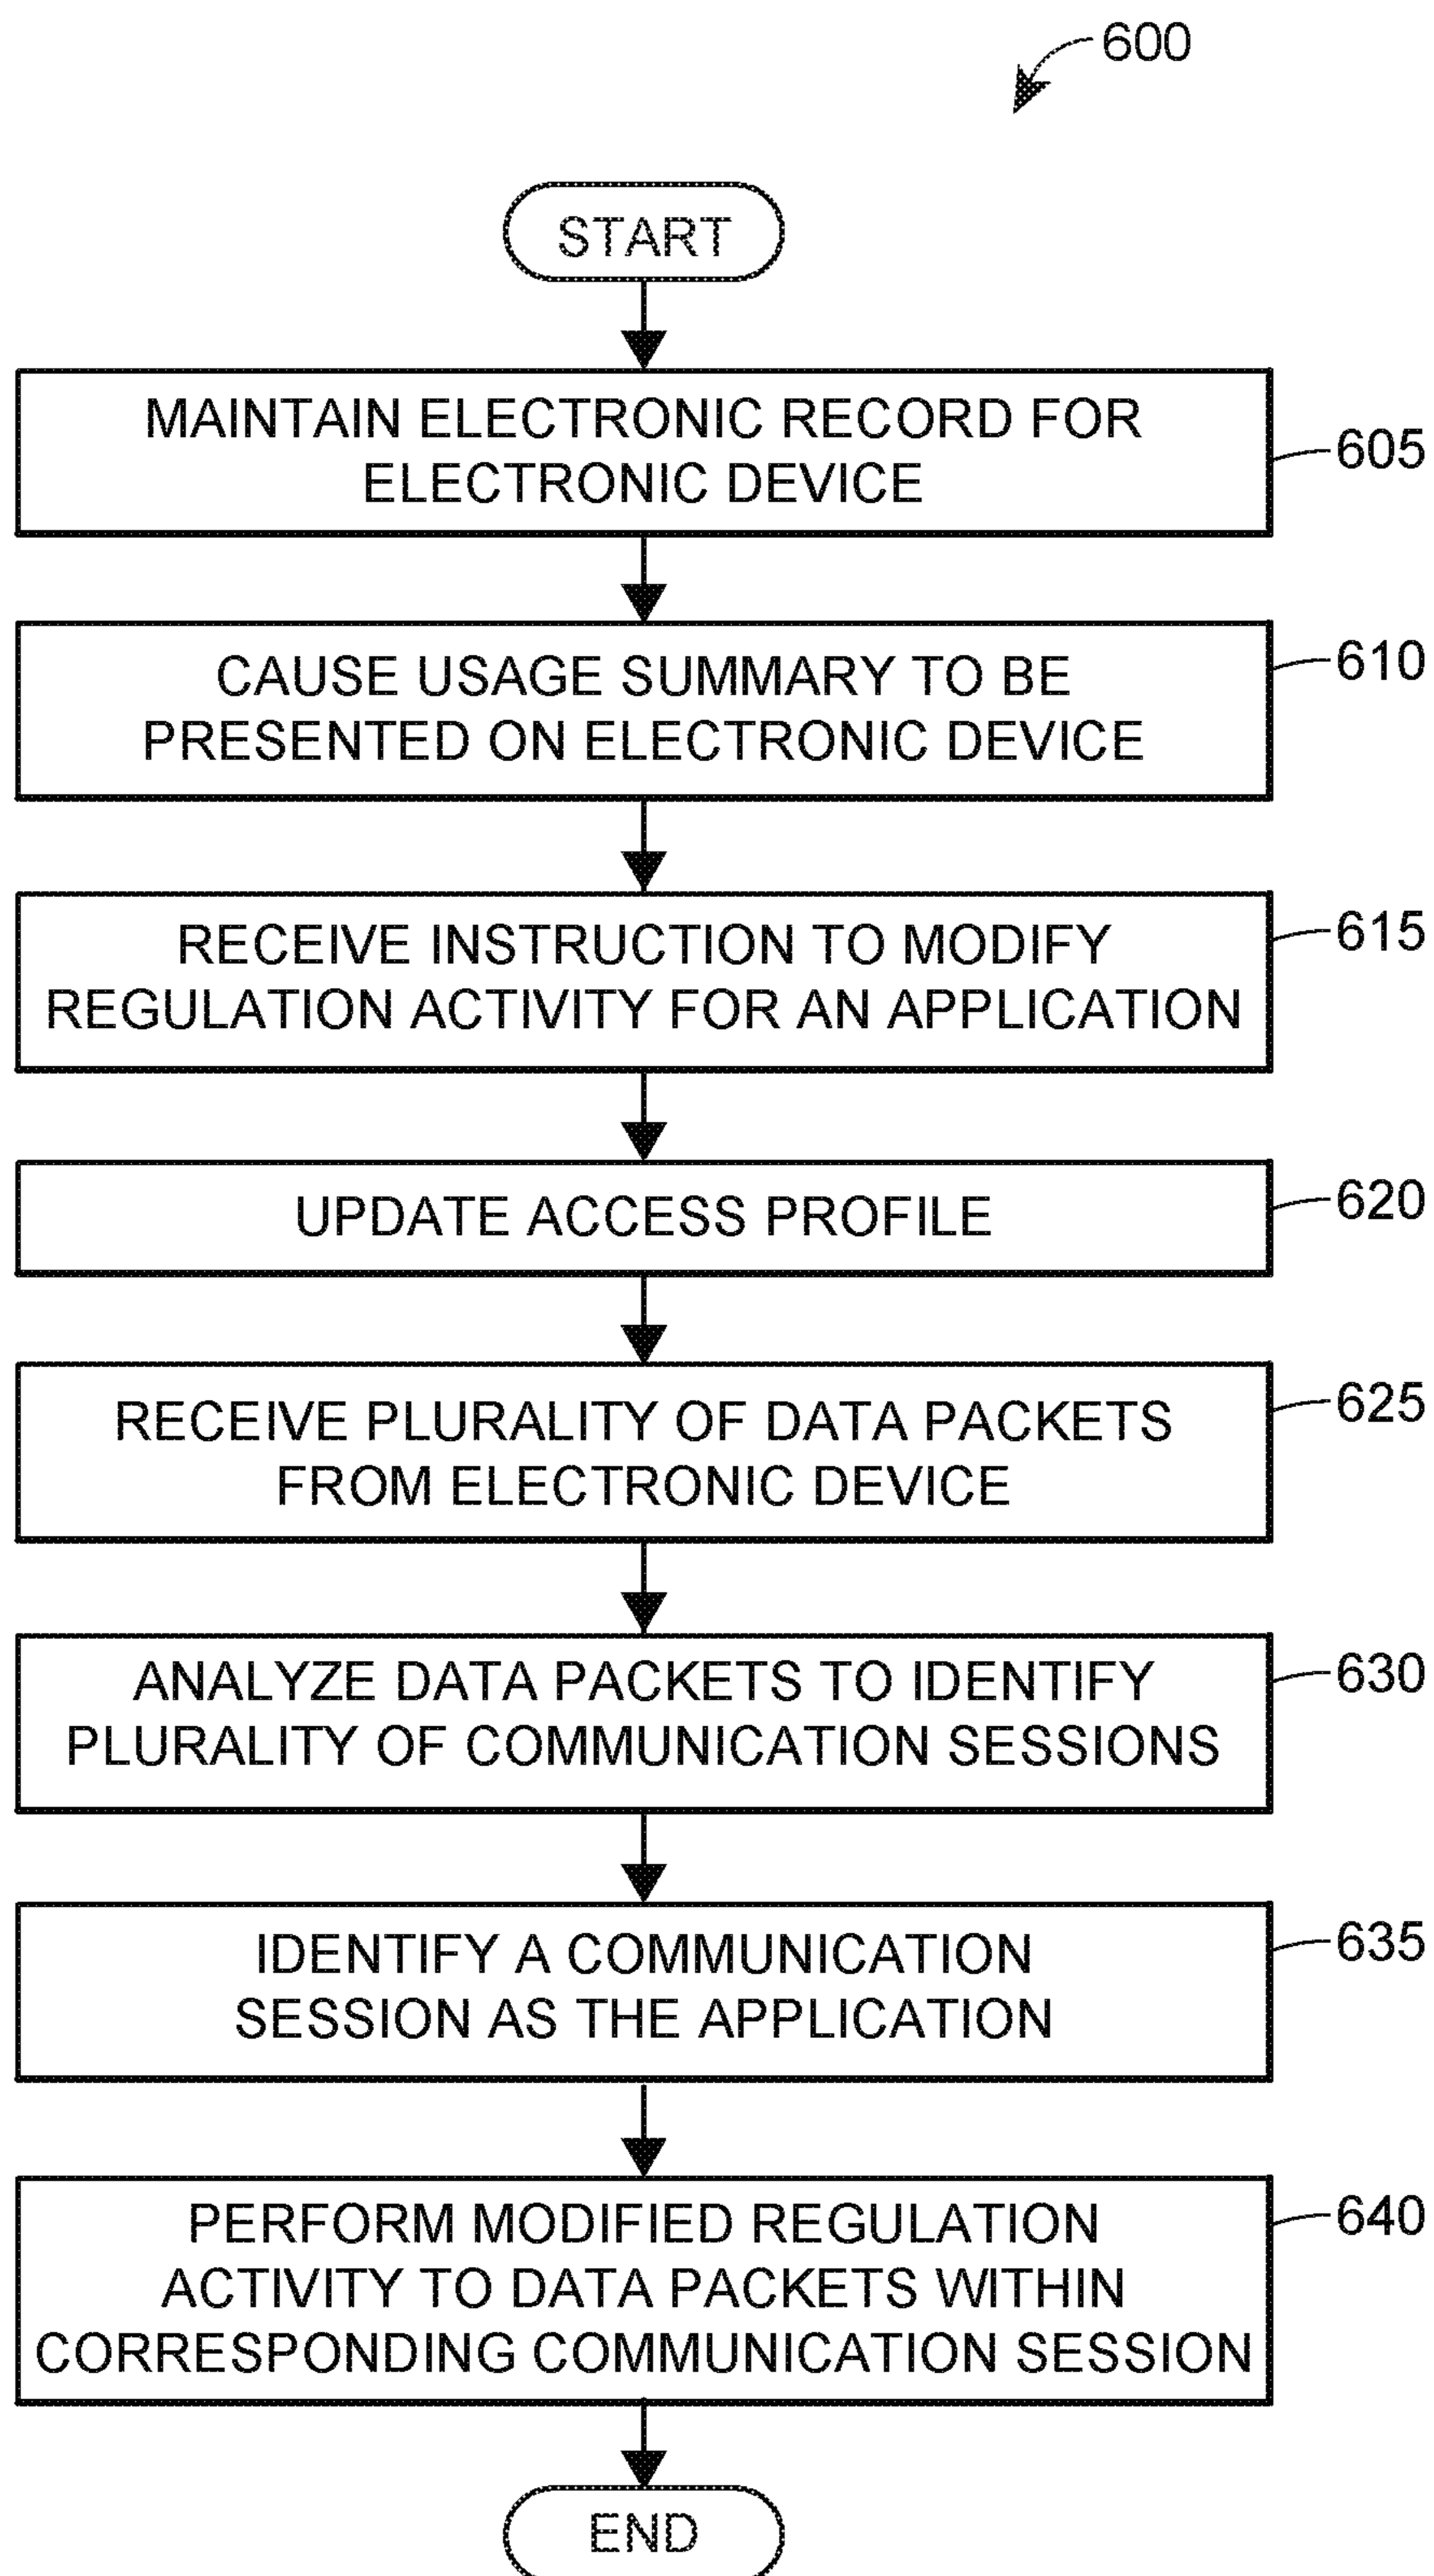 600
START
MAINTAIN ELECTRONIC RECORD FOR
ELECTRONIC DEVICE
605
CAUSE USAGE SUMMARY TO BE
PRESENTED ON ELECTRONIC DEVICE
610
RECEIVE INSTRUCTION TO MODIFY
REGULATION ACTIVITY FOR AN APPLICATION
615
UPDATE ACCESS PROFILE
620
RECEIVE PLURALITY OF DATA PACKETS
FROM ELECTRONIC DEVICE
625
ANALYZE DATA PACKETS TO IDENTIFY
PLURALITY OF COMMUNICATION SESSIONS
630
IDENTIFY A COMMUNICATION
SESSION AS THE APPLICATION
635
PERFORM MODIFIED REGULATION
ACTIVITY TO DATA PACKETS WITHIN
CORRESPONDING COMMUNICATION SESSION
640
END